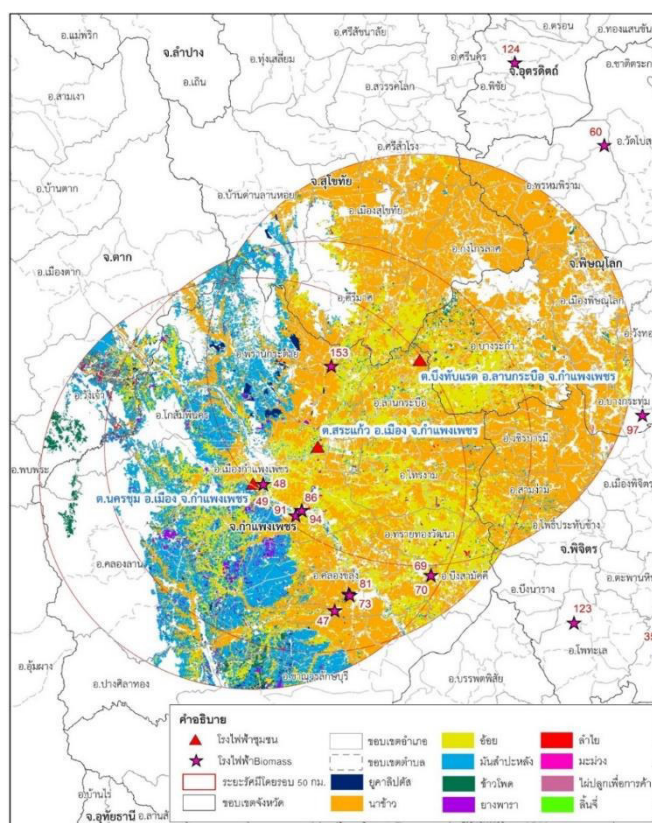 อ.แม่พริก
จ.ลำปาง
อ.เถิน
อ.ทุ่งเสลี่ยม
อ.ศรีสัชนาลัย
อ.สวรรคโลก
อ.ศรีนคร
อ.ตรอน
อ.ทองแสนขัน
124
จ.อุตรดิตถ์
อ.พิชัย
อ.ชาติตระก
อ.สามเงา
60
อ.วัดโบสถ
อ.ศรีสำโรง
อ.บ้านตาก
อ.บ้านด่านลานหอย
จ.สุโขทัย
อ.เมืองสุโขทัย
อ.พรหมพิราม
จ.ตาก
อ.เมืองตาก
อ.กงไกรลาศ
จ.พิษณุโลก
อ.เมืองพิษณุโลก
อ.คีรีมาศ
อ.วังทอ
อ.พรานกระต่าย
153
อ.บางระกำ
ต.บึงทับแรต อ.ลานกระบือ จ.กำแพงเพชร
อ.วังเจ้า
อ.ลานกระบือ
อ.บางกระทุ่ม
97
อ.โกสัมพีนคร
ต.สระแก้ว อ.เมือง จ.กำแพงเพชร
อ.วชิรบารมี
อ.พบพระ
อ.เมืองกำแพงเพชร
48
อ.ไทรงาม
อ.เมืองพิจิตร
อ.สามง่าม
ต.นครชุม อ.เมือง จ.กำแพงเพชร
49
86
91
94
จ.กำแพงเพชร
อ.โพธิ์ประทับช้าง
อ.ทรายทองวัฒนา
จ.พิจิตร
อ.คลองลาน
69
70
อ.บึงสามัคคี
อ.ตะพานหิน
อ.คลองขลุง
81
73
อ.บึงนาราง
47
123
35
อ.โพทะเล
อ.อุ้มผาง
อ.ปางศิลาทอง
อ.ขาณุวรลักษบุรี
อ.บรรพตพิสัย
คำอธิบาย
โรงไฟฟ้าชุมชน
ขอบเขตอำเภอ
อ้อย
ลำไย
โรงไฟฟ้าBiomass
ขอบเขตตำบล
มันสำปะหลัง
มะม่วง
ระยะรัศมีโดยรอบ 50 กม.
ยูคาลิปตัส
ข้าวโพด
ไผ่ปลูกเพื่อการค้า
ขอบเขตจังหวัด
นาข้าว
ยางพารา
ลิ้นจี่
อ.บ้านไร่
จ.อุทัยธานี
อ.ลานสัก